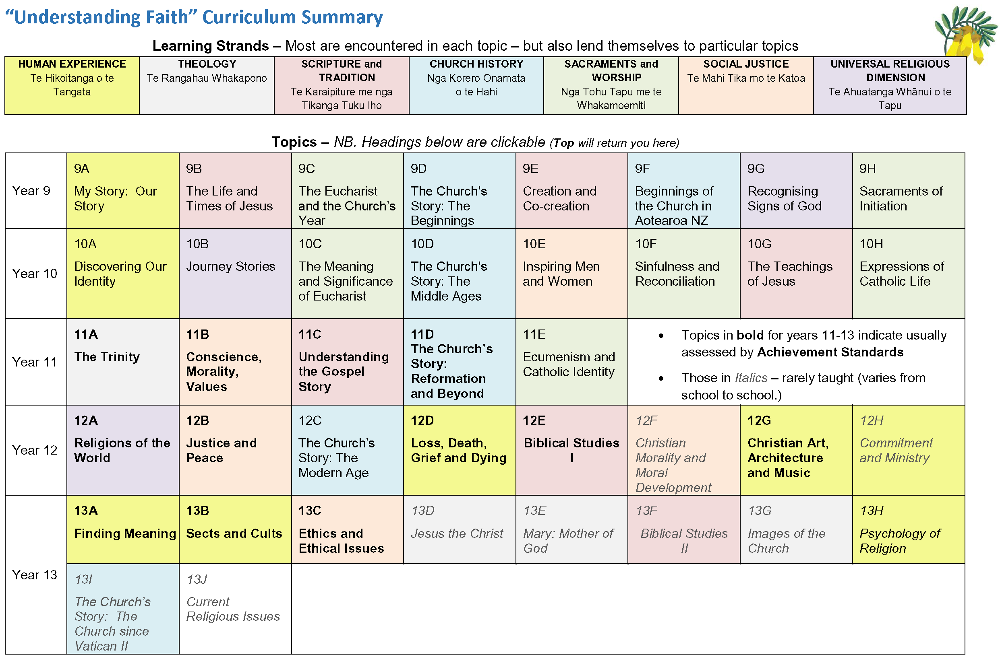 “Understanding Faith” Curriculum Summary
Learning Strands – Most are encountered in each topic – but also lend themselves to particular topics
HUMAN EXPERIENCE
Te Hikoitanga o te
Tangata
THEOLOGY
Te Rangahau Whakapono
SCRIPTURE and
TRADITION
Te Karaipiture me nga
Tikanga Tuku Iho
CHURCH HISTORY
Nga Korero Onamata
o te Hahi
SACRAMENTS and
WORSHIP
Nga Tohu Tapu me te
Whakamoemiti
SOCIAL JUSTICE
Te Mahi Tika mo te Katoa
UNIVERSAL RELIGIOUS
DIMENSION
Te Ahuatanga Whānui o te
Tapu
Topics – NB. Headings below are clickable (Top will return you here)
Year 9
9A
My Story:  Our
Story
9B
The Life and
Times of Jesus
9C
The Eucharist
and the Church’s
Year
9D
The Church’s
Story: The
Beginnings
9E
Creation and
Co-creation
9F
Beginnings of
the Church in
Aotearoa NZ
9G
Recognising
Signs of God
9H
Sacraments of
Initiation
Year 10
10A
Discovering Our
Identity
10B
Journey Stories
10C
The Meaning
and Significance
of Eucharist
10D
The Church’s
Story: The
Middle Ages
10E
Inspiring Men
and Women
10F
Sinfulness and
Reconciliation
10G
The Teachings
of Jesus
10H
Expressions of
Catholic Life
Year 11
11A
The Trinity
11B
Conscience,
Morality,
Values
11C
Understanding
the Gospel
Story
11D
The Church’s
Story:
Reformation
and Beyond
11E
Ecumenism and
Catholic Identity
• Topics in bold for years 11-13 indicate usually
assessed by Achievement Standards
• Those in Italics – rarely taught (varies from
school to school.)
Year 12
12A
Religions of the
World
12B
Justice and
Peace
12C
The Church’s
Story: The
Modern Age
12D
Loss, Death,
Grief and Dying
12E
Biblical Studies
I
12F
Christian
Morality and
Moral
Development
12G
Christian Art,
Architecture
and Music
12H
Commitment
and Ministry
Year 13
13A
Finding Meaning
13B
Sects and Cults
13C
Ethics and
Ethical Issues
13D
Jesus the Christ
13E
Mary: Mother of
God
13F
Biblical Studies
II
13G
Images of the
Church
13H
Psychology of
Religion
13I
The Church’s
Story:  The
Church since
Vatican II
13J
Current
Religious Issues